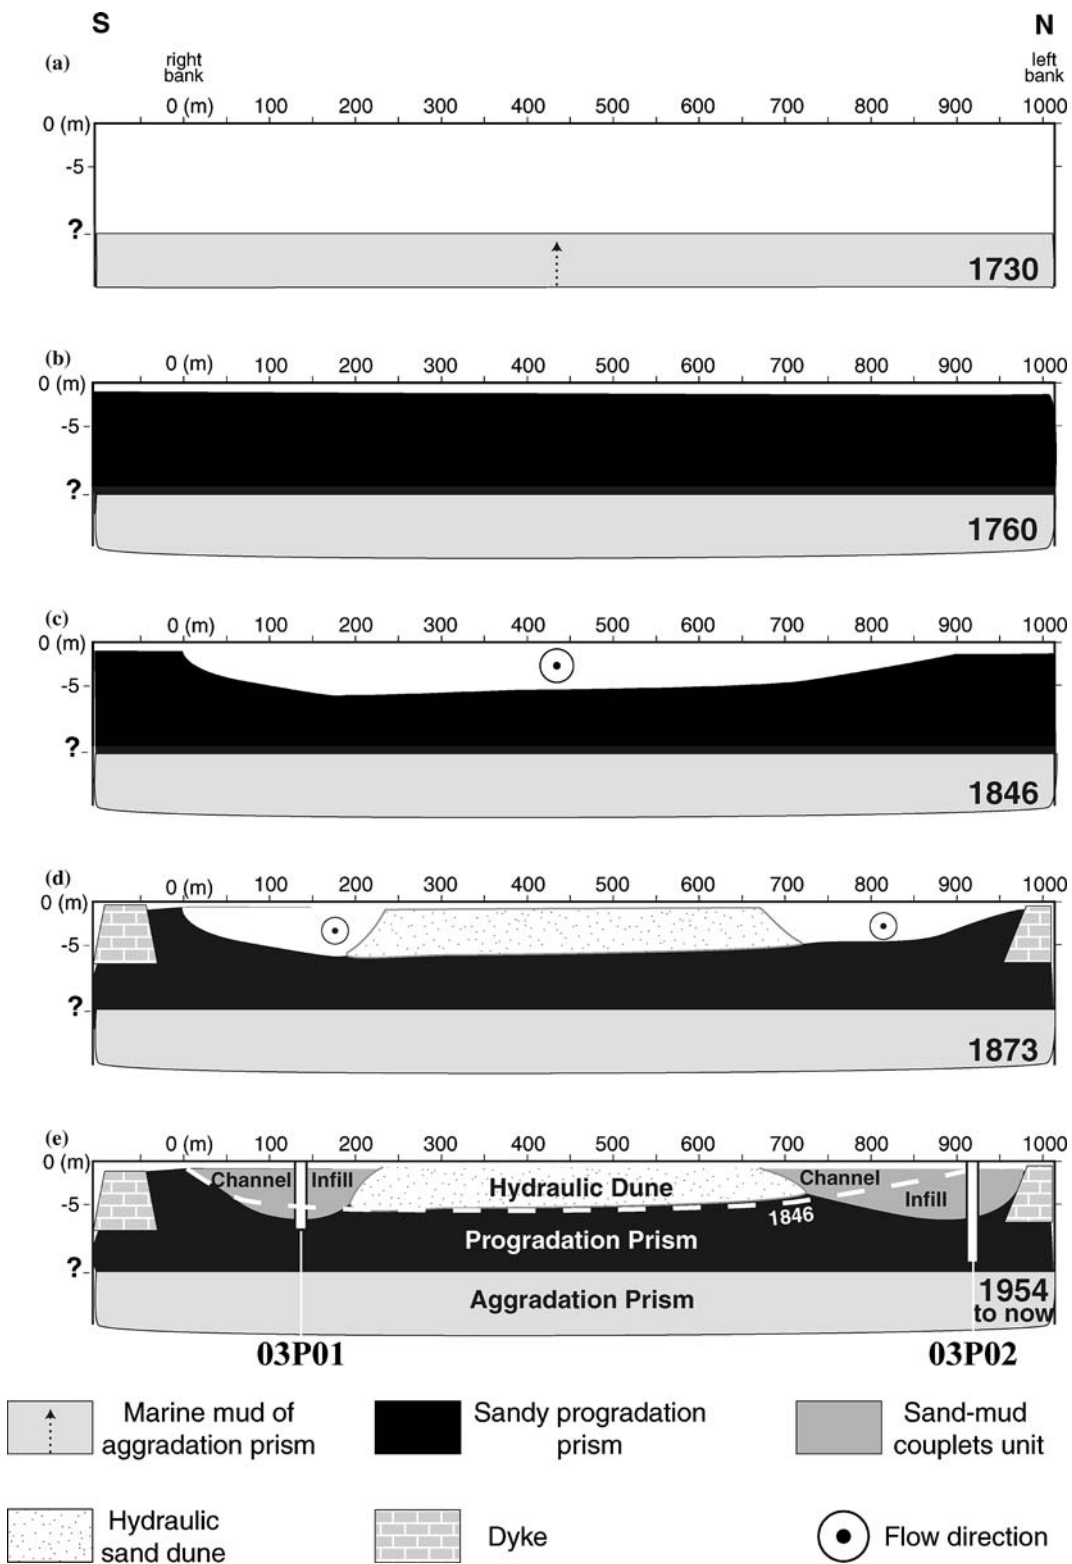 S N
(a) right bank left bank
0 (m) 100 200 300 400 500 600 700 800 900 1000
0 (m)
-5
?
1730
(b)
0 (m) 100 200 300 400 500 600 700 800 900 1000
0 (m)
-5
?
1760
(c)
0 (m) 100 200 300 400 500 600 700 800 900 1000
0 (m)
-5
?
1846
(d)
0 (m) 100 200 300 400 500 600 700 800 900 1000
0 (m)
-5
?
1873
(e)
0 (m) 100 200 300 400 500 600 700 800 900 1000
0 (m)
Channel Infill Hydraulic Dune Channel
Infill
-5
1846
Progradation Prism
?
Aggradation Prism
1954
to now
03P01 03P02
Marine mud of
aggradation prism
Sandy progradation
prism
Sand-mud
couplets unit
Hydraulic
sand dune
Dyke
Flow direction